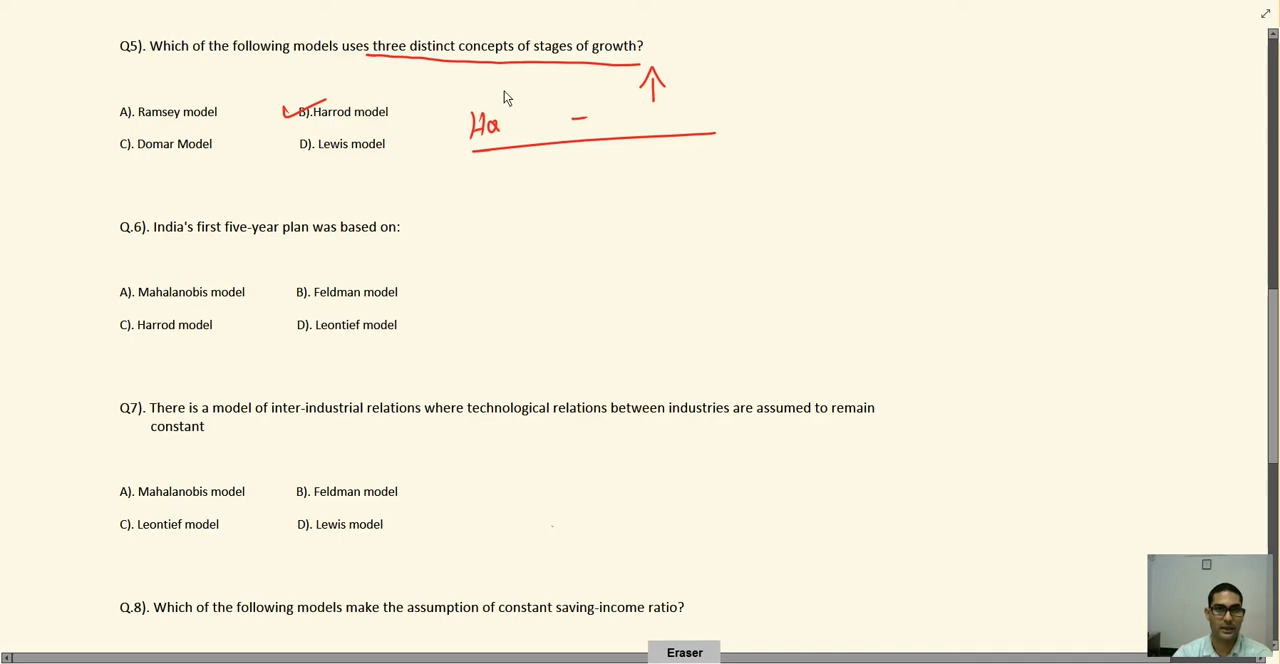 Q5). Which of the following models uses three distinct concepts of stages of growth?
A). Ramsey model B).Harrod model
Ha –
C). Domar Model D). Lewis model
Q.6). India's first five-year plan was based on:
A). Mahalanobis model B). Feldman model
C). Harrod model D). Leontief model
Q7). There is a model of inter-industrial relations where technological relations between industries are assumed to remain
constant
A). Mahalanobis model B). Feldman model
C). Leontief model D). Lewis model
Q.8). Which of the following models make the assumption of constant saving-income ratio?
Eraser